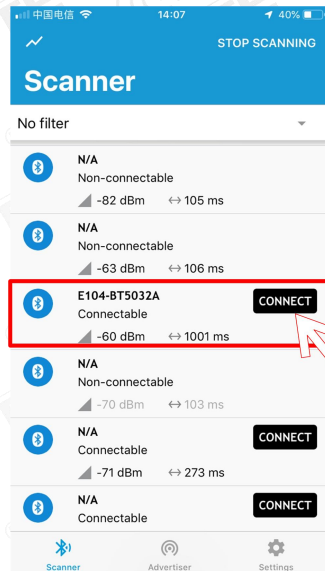 中国电信 14:07 40%
STOP SCANNING
Scanner
No filter
N/A
Non-connectable
-82 dBm ↔ 105 ms
N/A
Non-connectable
-63 dBm ↔ 106 ms
E104-BT5032A
CONNECT
Connectable
-60 dBm ↔ 1001 ms
N/A
Non-connectable
-70 dBm ↔ 103 ms
N/A
CONNECT
Connectable
-71 dBm ↔ 273 ms
N/A
CONNECT
Connectable
Scanner Advertiser Settings